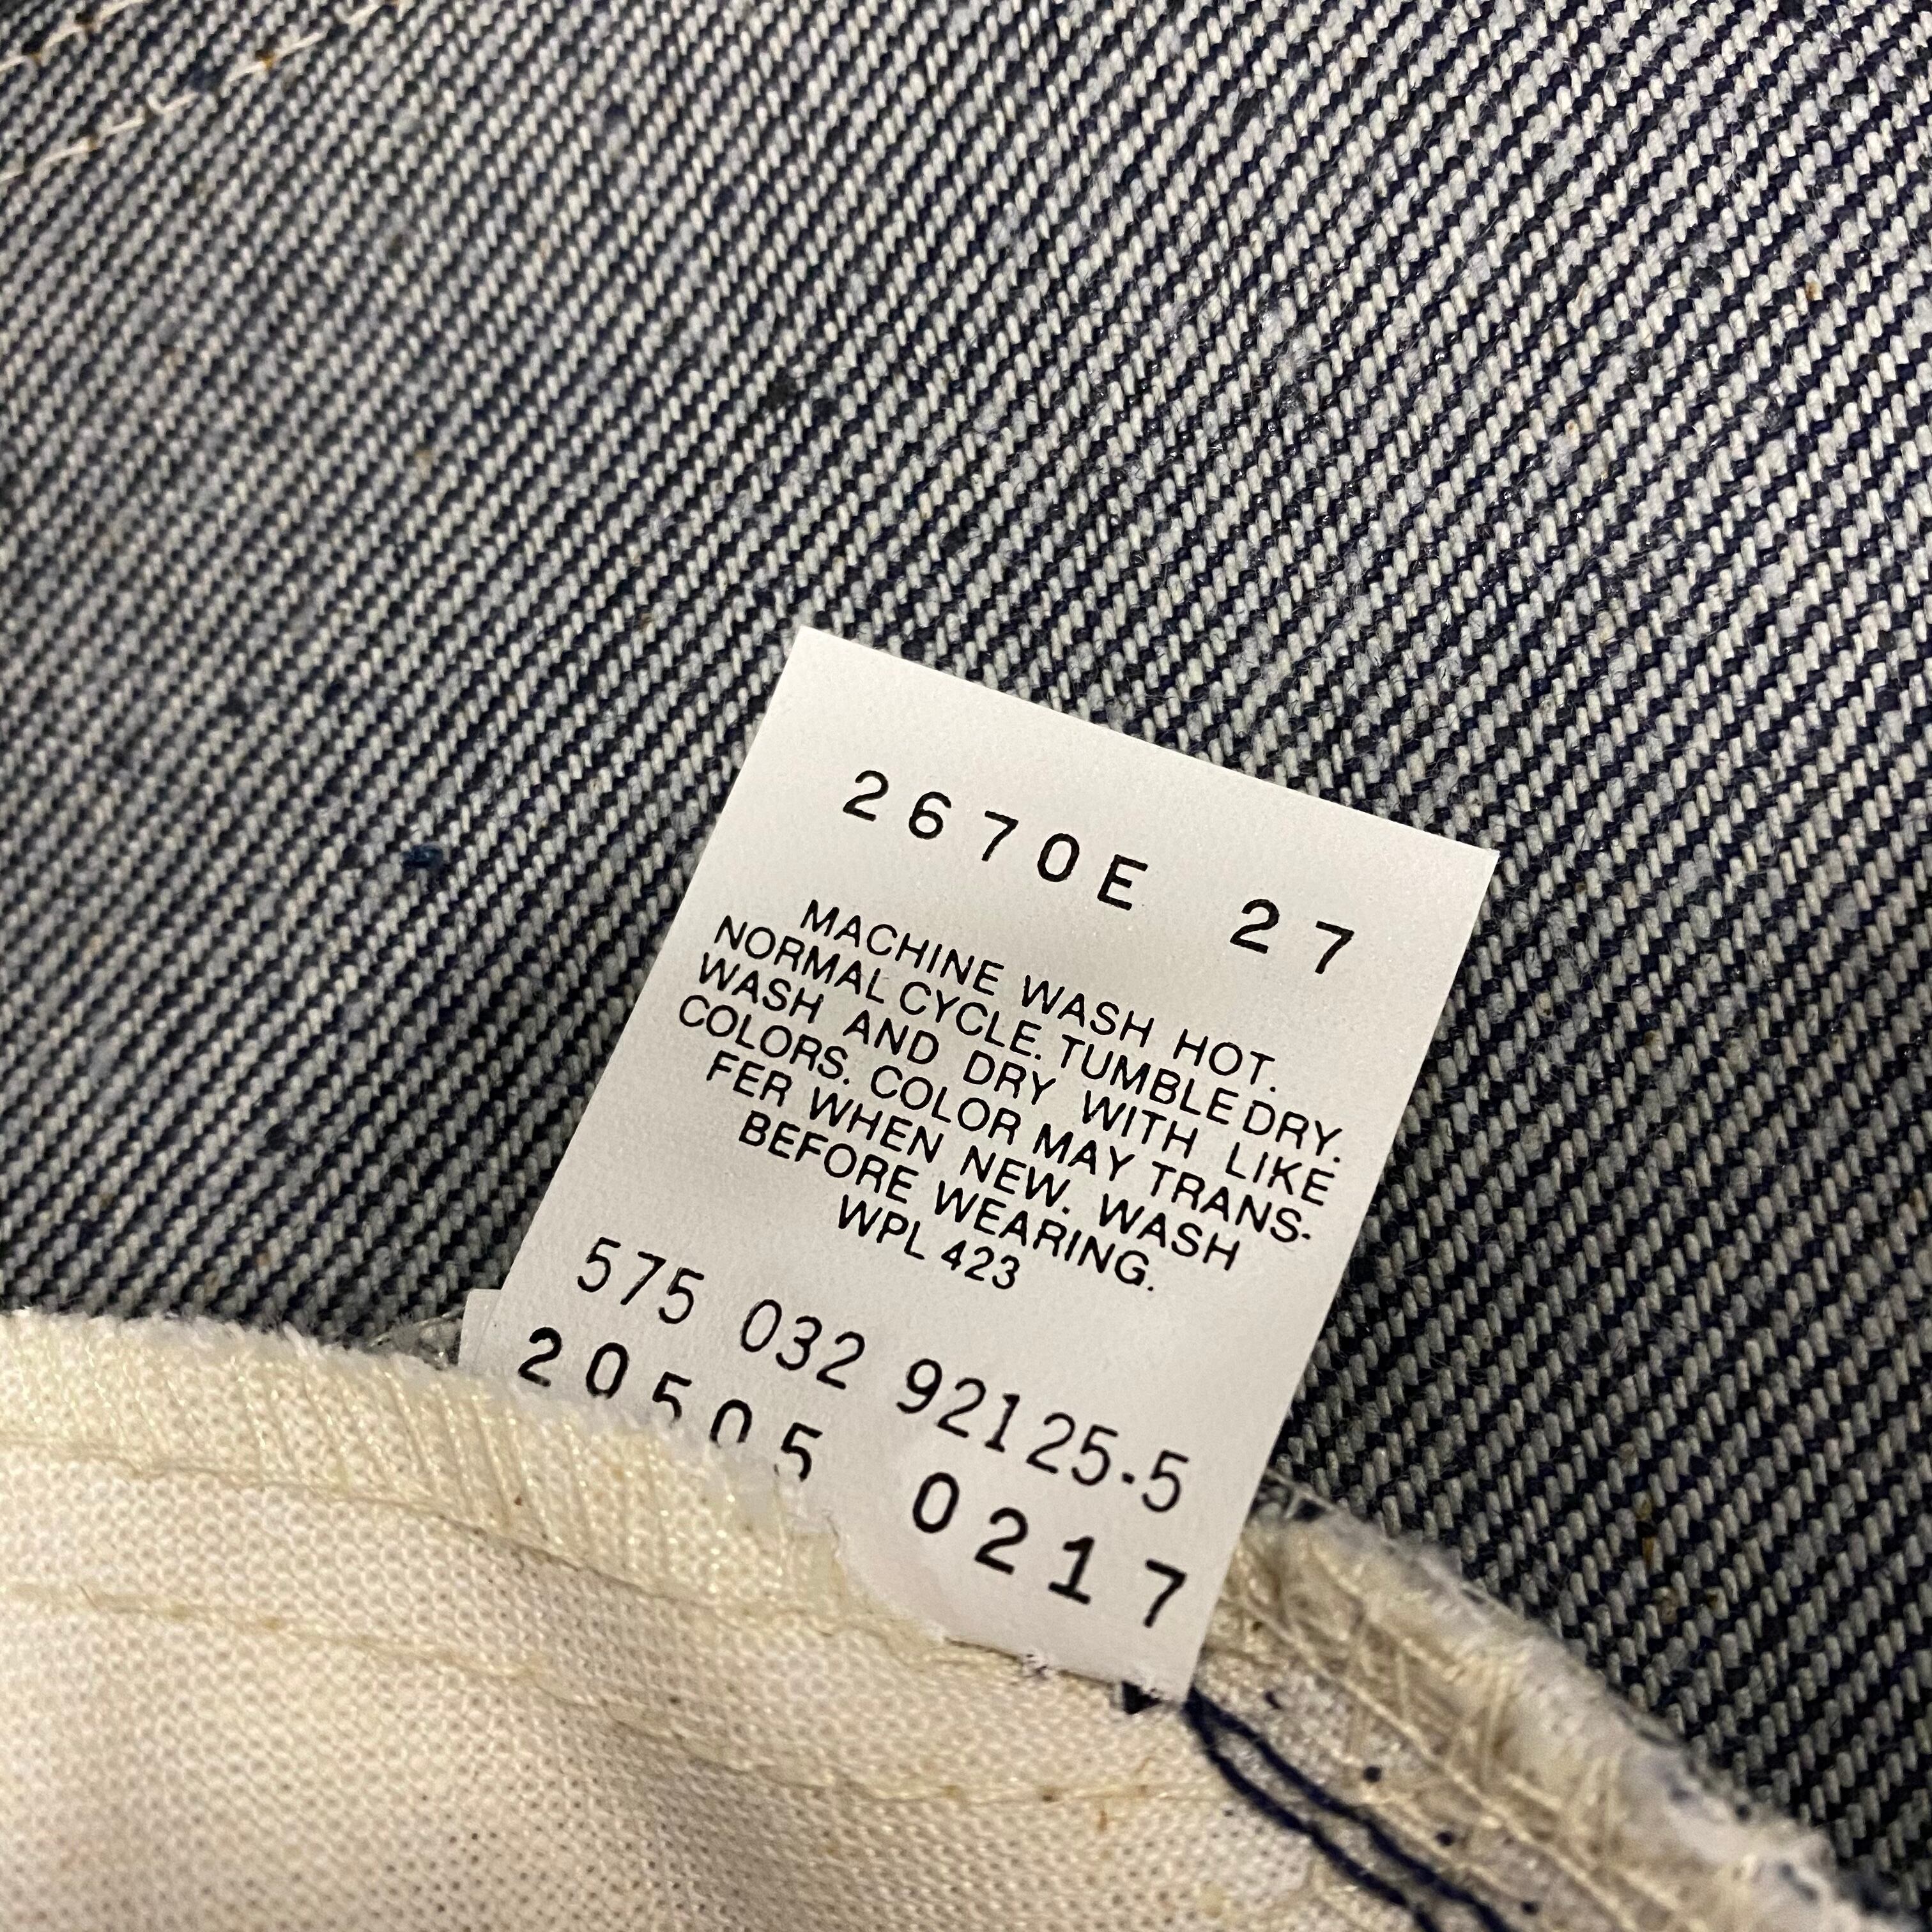 2670E 27
MACHINE WASH HOT.
NORMAL CYCLE. TUMBLE DRY.
WASH AND DRY WITH LIKE
COLORS. COLOR MAY TRANS-
FER WHEN NEW. WASH
BEFORE WEARING.
WPL 423
575 032 92125-5
20505 0217